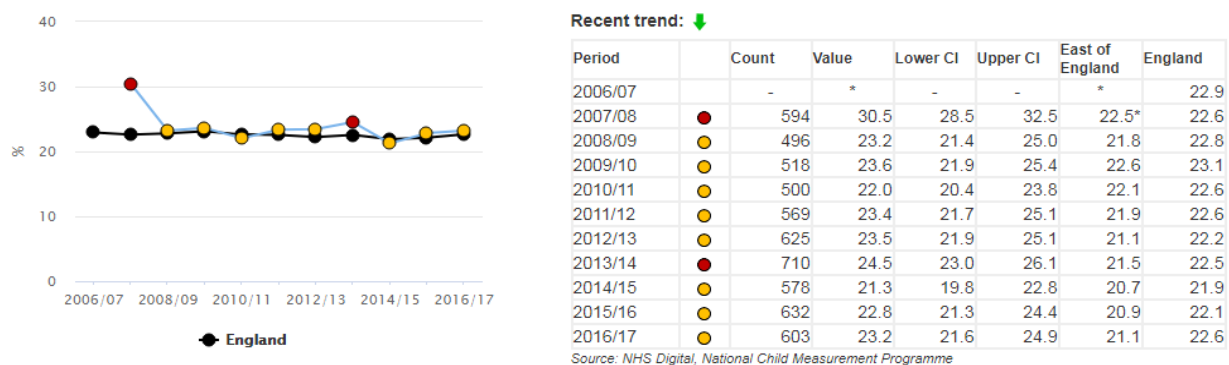 40
30
20
10
0
%
2006/07 2008/09 2010/11 2012/13 2014/15 2016/17
England
Recent trend:
Period Count Value Lower CI Upper CI East of England England
2006/07 - * - - * 22.9
2007/08 594 30.5 28.5 32.5 22.5* 22.6
2008/09 496 23.2 21.4 25.0 21.8 22.8
2009/10 518 23.6 21.9 25.4 22.6 23.1
2010/11 500 22.0 20.4 23.8 22.1 22.6
2011/12 569 23.4 21.7 25.1 21.9 22.6
2012/13 625 23.5 21.9 25.1 21.1 22.2
2013/14 710 24.5 23.0 26.1 21.5 22.5
2014/15 578 21.3 19.8 22.8 20.7 21.9
2015/16 632 22.8 21.3 24.4 20.9 22.1
2016/17 603 23.2 21.6 24.9 21.1 22.6
Source: NHS Digital, National Child Measurement Programme